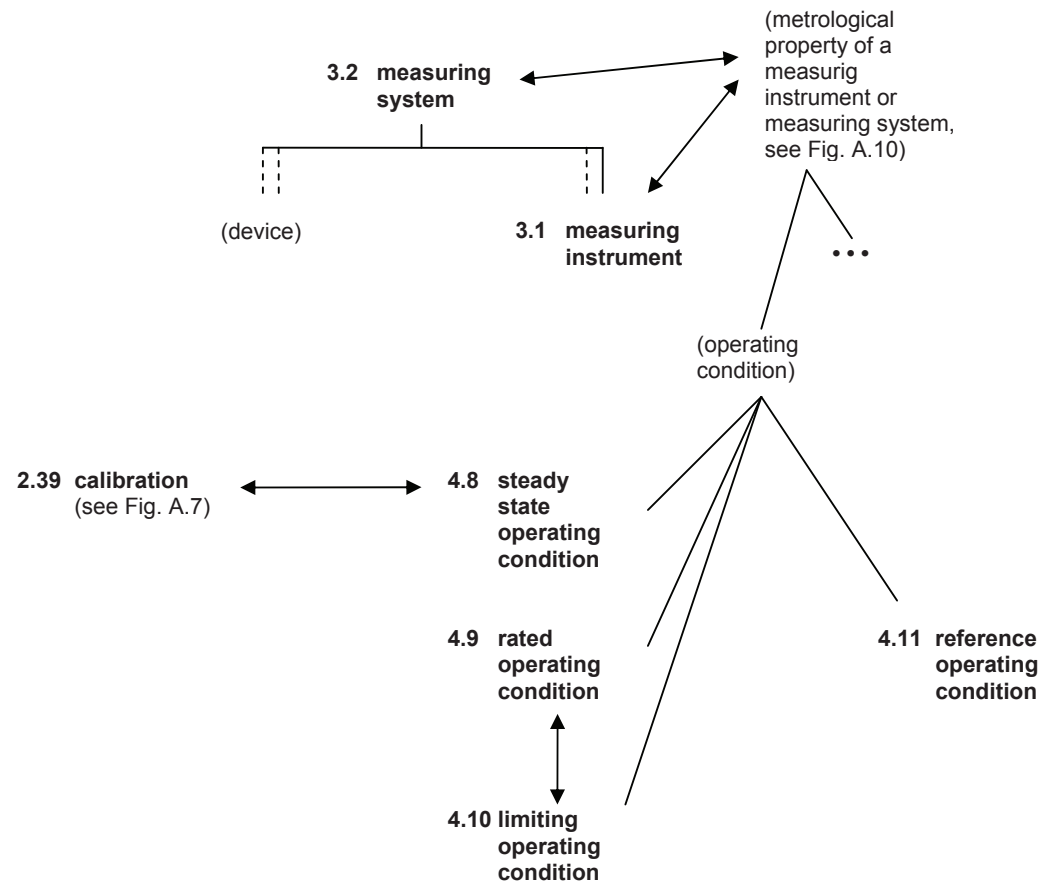 (metrological
property of a
measurig
instrument or
measuring system,
see Fig. A.10)
3.2 measuring
system
(device)
3.1 measuring
instrument
•••
(operating
condition)
2.39 calibration
(see Fig. A.7)
4.8 steady
state
operating
condition
4.9 rated
operating
condition
4.11 reference
operating
condition
4.10 limiting
operating
condition